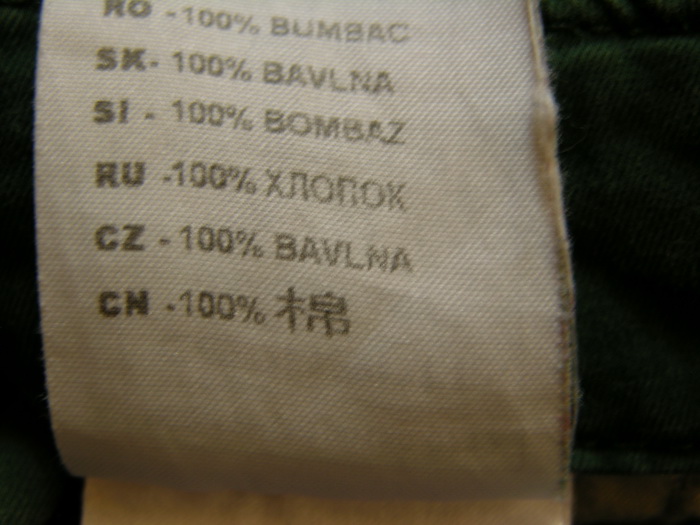 RO -100% BUMBAC
SK- 100% BAVLNA
SI - 100% BOMBAZ
RU -100% ХЛОПОК
CZ - 100% BAVLNA
CN -100% 棉